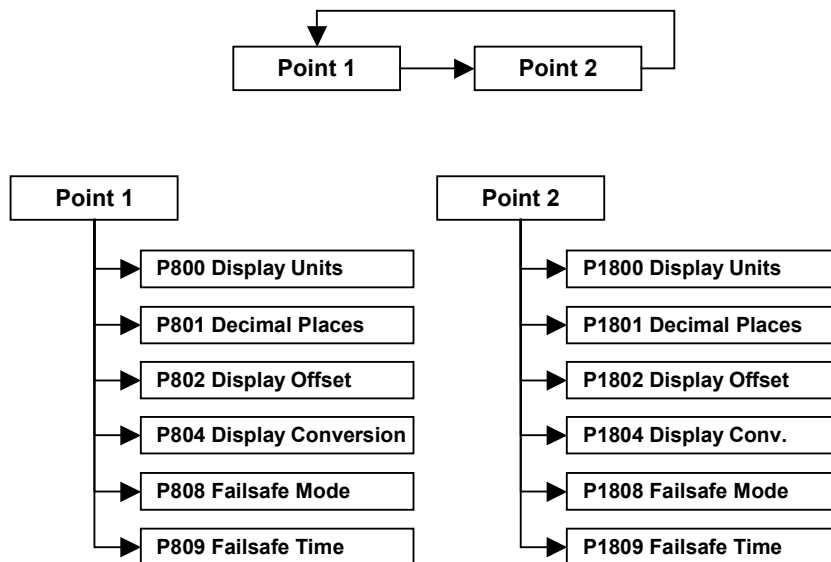 Point 1
Point 2
Point 1
P800 Display Units
P801 Decimal Places
P802 Display Offset
P804 Display Conversion
P808 Failsafe Mode
P809 Failsafe Time
Point 2
P1800 Display Units
P1801 Decimal Places
P1802 Display Offset
P1804 Display Conv.
P1808 Failsafe Mode
P1809 Failsafe Time